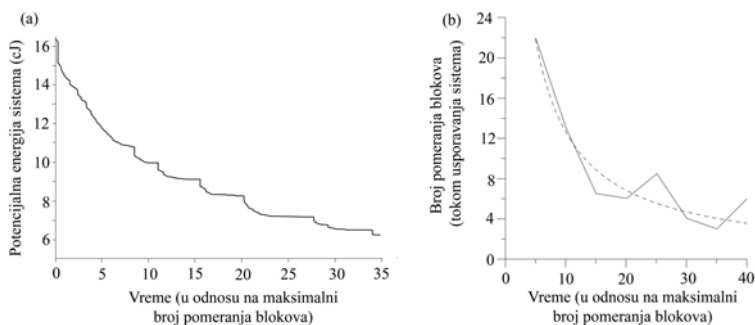 (a)
Potencijalna energija sistema (cJ)
16
14
12
10
8
6
0 5 10 15 20 25 30 35
Vreme (u odnosu na maksimalni
broj pomeranja blokova)
(b)
Broj pomeranja blokova
(tokom usporavanja sistema)
24
20
16
12
8
4
0
0 10 20 30 40
Vreme (u odnosu na maksimalni
broj pomeranja blokova)